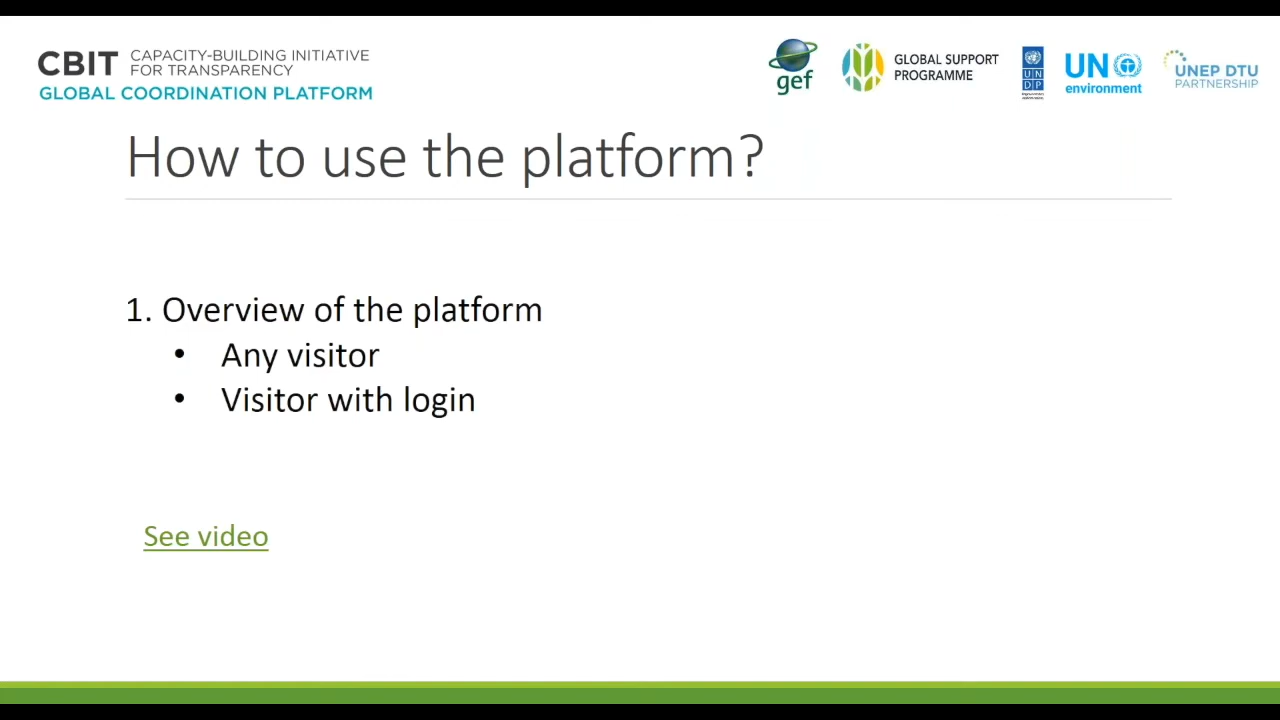 CBIT CAPACITY-BUILDING INITIATIVE
FOR TRANSPARENCY
GLOBAL COORDINATION PLATFORM
gef
GLOBAL SUPPORT
PROGRAMME
U N
D P
UN
environment
UNEP DTU
PARTNERSHIP
How to use the platform?
1. Overview of the platform
• Any visitor
• Visitor with login
See video